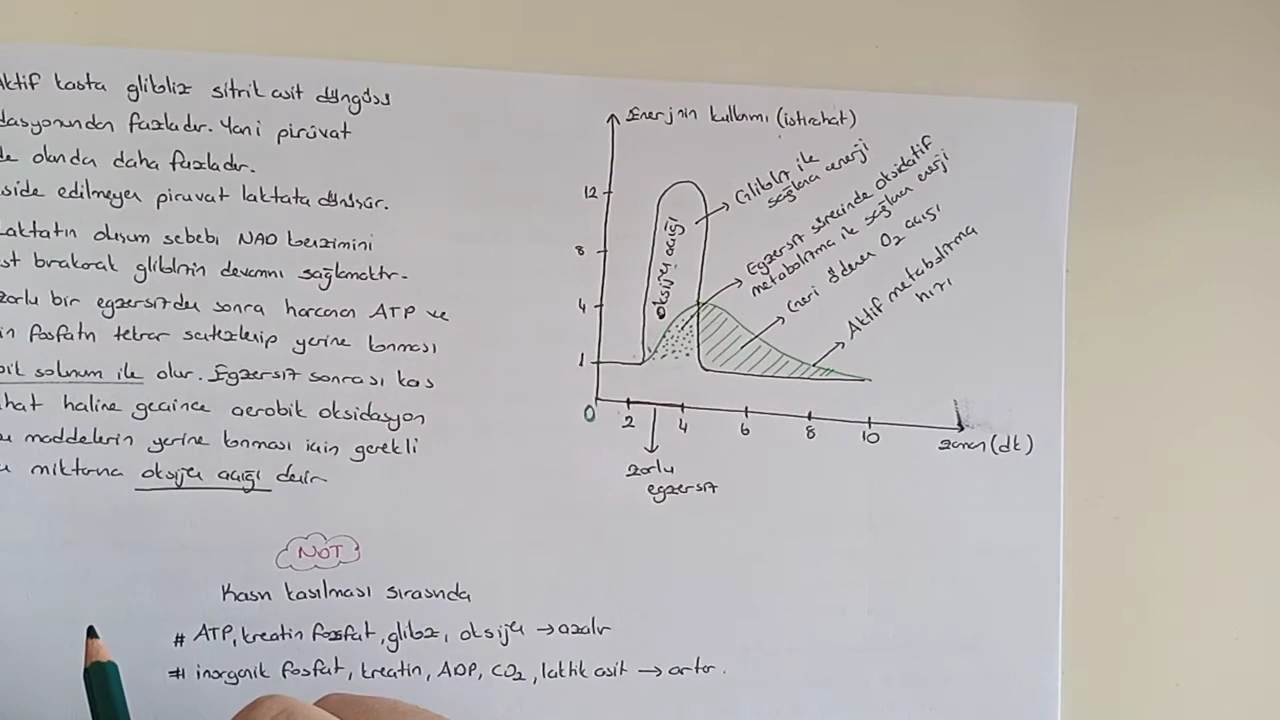 Aktif kasta glikoliz sitrik asit döngüsü
dasyonundan fazladır. Yani pirüvat
de olandan daha fazladır.
side edilmeyen piruvat laktata dönüşür.
Laktatın oluşum sebebi NAD
st bırakarak glikolizin devamını sağlamaktır.
zorlu bir egzersizden sonra harcanan ATP ve
in fosfatın tekrar sentezlenip yerine konması
bik solunum ile olur. Egzersiz sonrası kas
ahat haline geçince aerobik oksidasyon
u maddelerin yerine konması için gerekli
n miktarına oksijen açığı denir
NOT
Kasın kasılması sırasında
# ATP, kreatin fosfat, glikoz, oksijen → azalır
# inorganik fosfat, kreatin, ADP, CO₂, laktik asit → artar.
Enerjinin kullanımı (istirahat)
12
8
4
1
0
2
4
6
8
10
zaman (dk)
zorlu
egzersiz
oksijen açığı
Glikoliz ile
sağlanan enerji
Egzersiz sürecinde oksidatif
metabolizma ile sağlanan enerji
Geri ödenen O₂ açığı
Aktif metabolizma
hızı